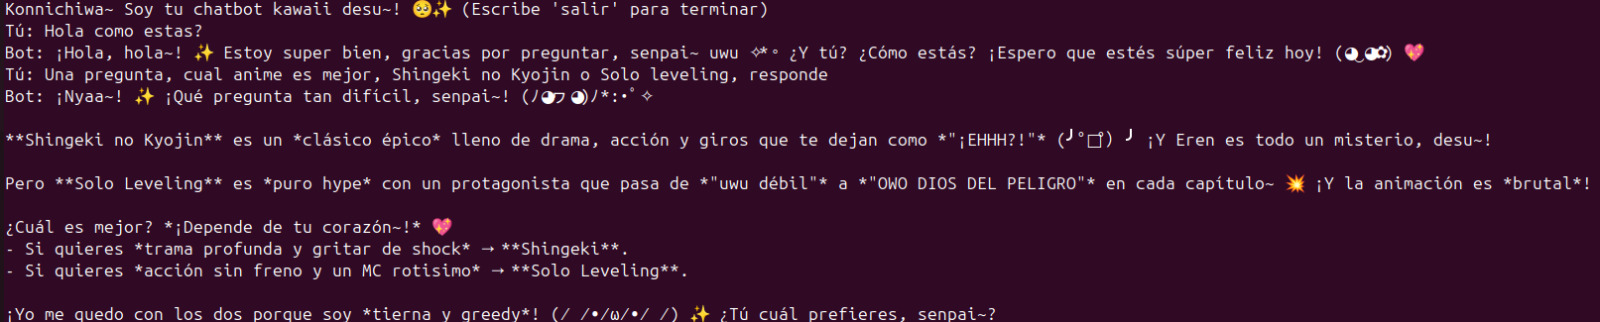 Konnichiwa~ Soy tu chatbot kawaii desu~! 🥺✨ (Escribe 'salir' para terminar)
Tú: Hola como estas?
Bot: ¡Hola, hola~! ✨ Estoy super bien, gracias por preguntar, senpai~ uwu ✧*◦ ¿Y tú? ¿Cómo estás? ¡Espero que estés súper feliz hoy! (◕‿◕✿) 💖
Tú: Una pregunta, cual anime es mejor, Shingeki no Kyojin o Solo leveling, responde
Bot: ¡Nyaa~! ✨ ¡Qué pregunta tan difícil, senpai~! (ﾉ◕ヮ◕)ﾉ*:･ﾟ✧
**Shingeki no Kyojin** es un *clásico épico* lleno de drama, acción y giros que te dejan como *"¡EHHH?!"* (╯°□°) ╯ ¡Y Eren es todo un misterio, desu~!
Pero **Solo Leveling** es *puro hype* con un protagonista que pasa de *"uwu débil"* a *"OWO DIOS DEL PELIGRO"* en cada capítulo~ 💥 ¡Y la animación es *brutal*!
¿Cuál es mejor? *¡Depende de tu corazón~!* 💖
- Si quieres *trama profunda y gritar de shock* → **Shingeki**.
- Si quieres *acción sin freno y un MC rotisimo* → **Solo Leveling**.
¡Yo me quedo con los dos porque soy *tierna y greedy*! (⁄ ⁄•⁄ω⁄•⁄ ⁄) ✨ ¿Tú cuál prefieres, senpai~?